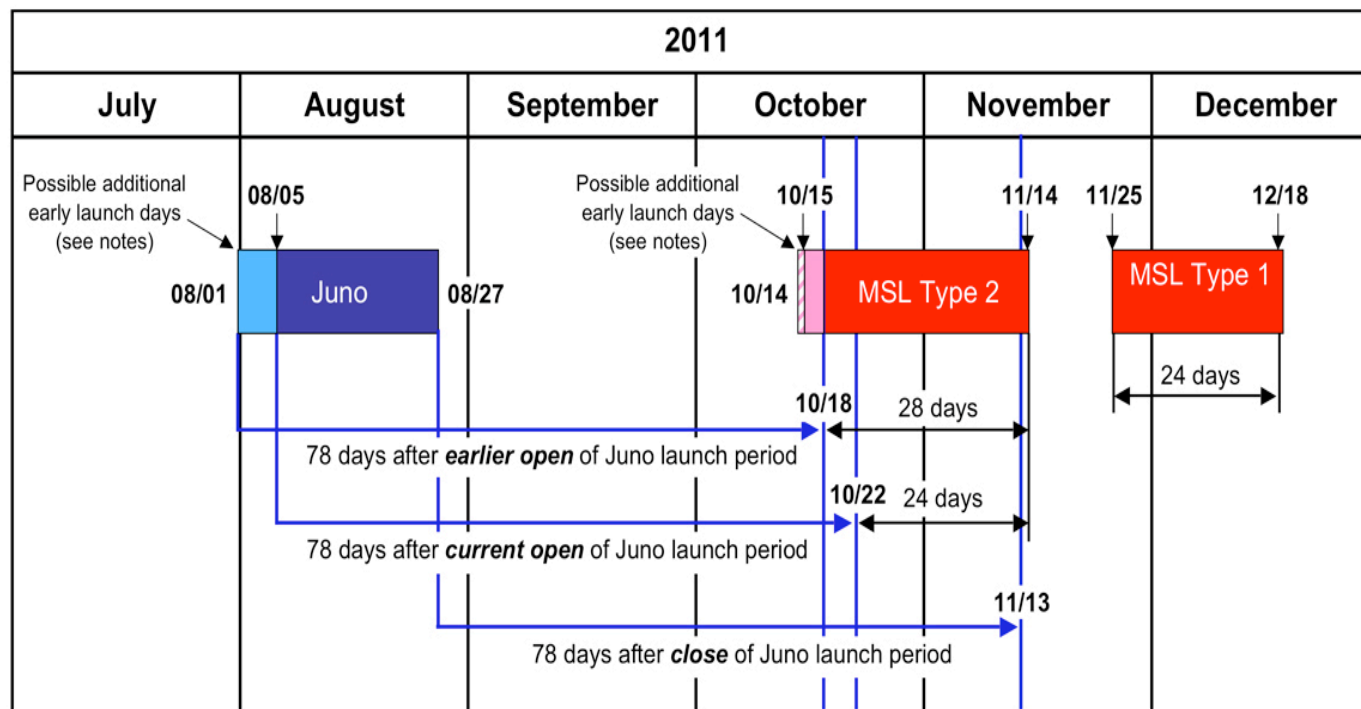 2011
July
August
September
October
November
December
Possible additional
early launch days
(see notes)
08/05
Possible additional
early launch days
(see notes)
10/15
11/14
11/25
12/18
08/01
Juno
08/27
10/14
MSL Type 2
MSL Type 1
24 days
10/18
28 days
78 days after earlier open of Juno launch period
10/22
24 days
78 days after current open of Juno launch period
11/13
78 days after close of Juno launch period